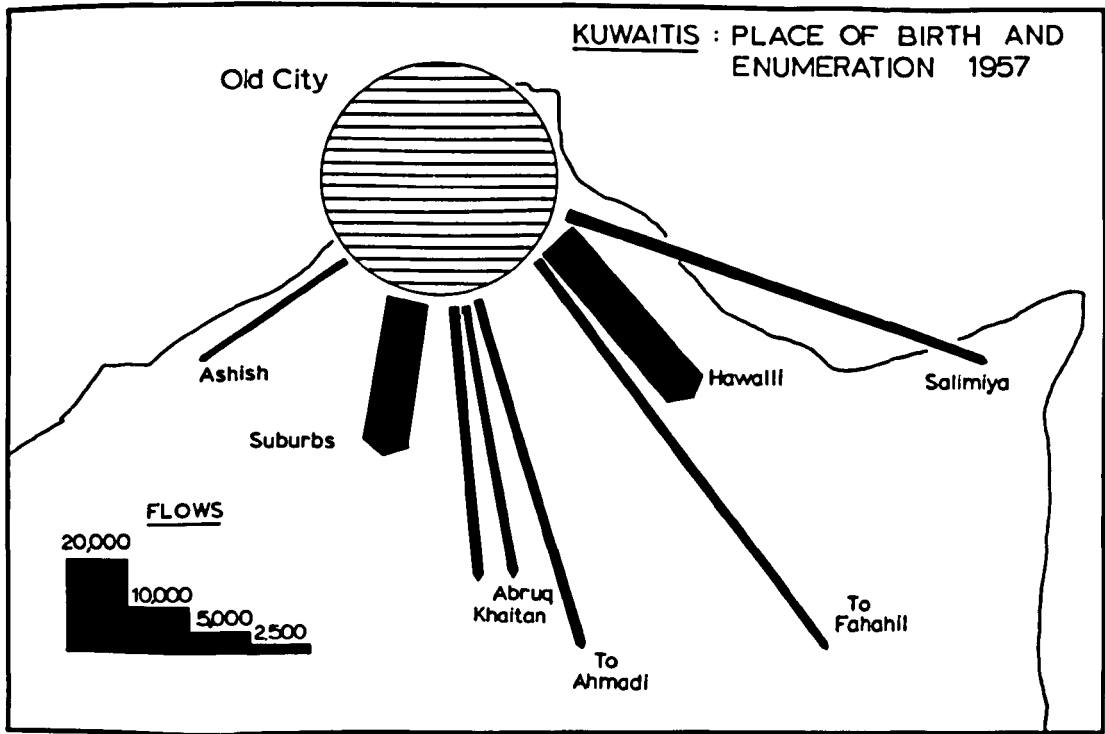 KUWAITIS : PLACE OF BIRTH AND
ENUMERATION 1957
Old City
Ashish
Suburbs
Hawalli
Salimiya
Abruq
Khaitan
To
Ahmadi
To
Fahahil
FLOWS
20,000
10,000
5,000
2,500